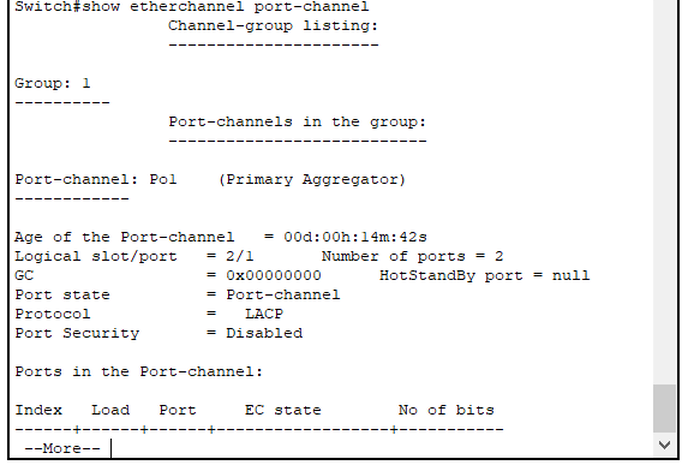 Switch#show etherchannel port-channel
Channel-group listing:
----------------------
Group: 1
----------
Port-channels in the group:
---------------------------
Port-channel: Po1    (Primary Aggregator)
------------
Age of the Port-channel   = 00d:00h:14m:42s
Logical slot/port   = 2/1       Number of ports = 2
GC                  = 0x00000000      HotStandBy port = null
Port state          = Port-channel
Protocol            =   LACP
Port Security       = Disabled
Ports in the Port-channel:
Index   Load   Port     EC state        No of bits
------+------+------+------------------+-----------
--More--